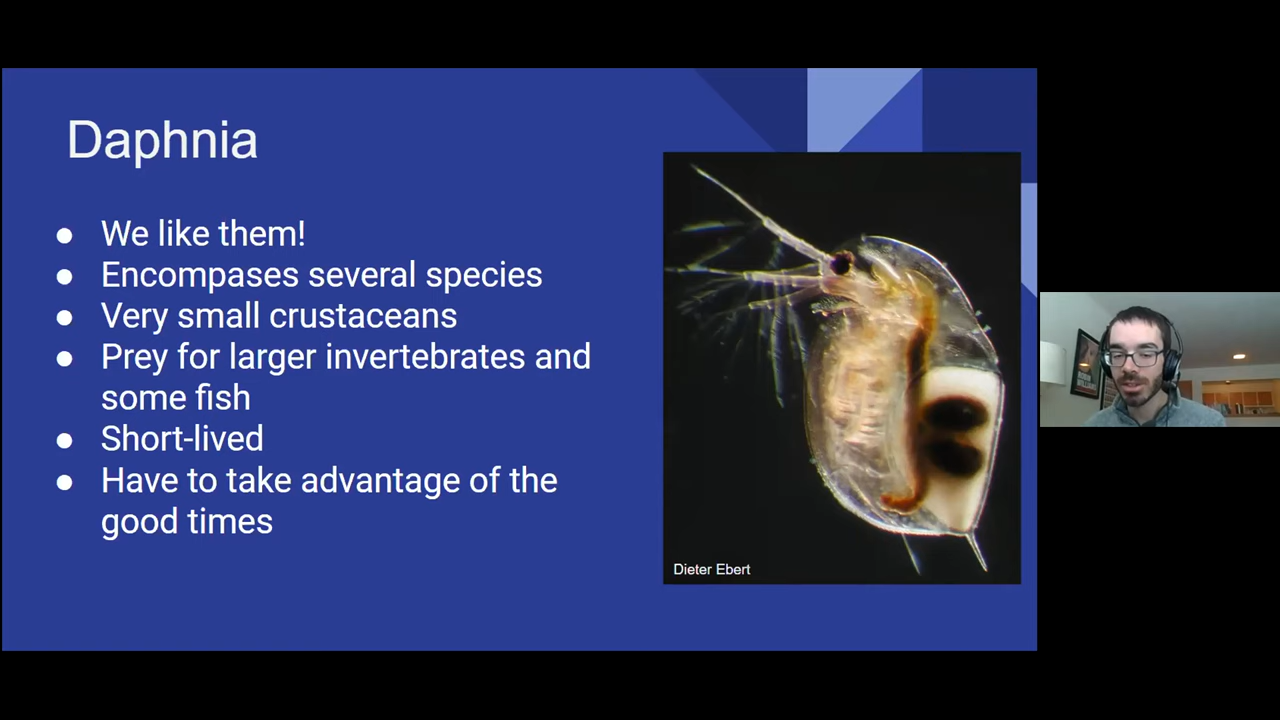 Daphnia
● We like them!
● Encompases several species
● Very small crustaceans
● Prey for larger invertebrates and
some fish
● Short-lived
● Have to take advantage of the
good times
Dieter Ebert